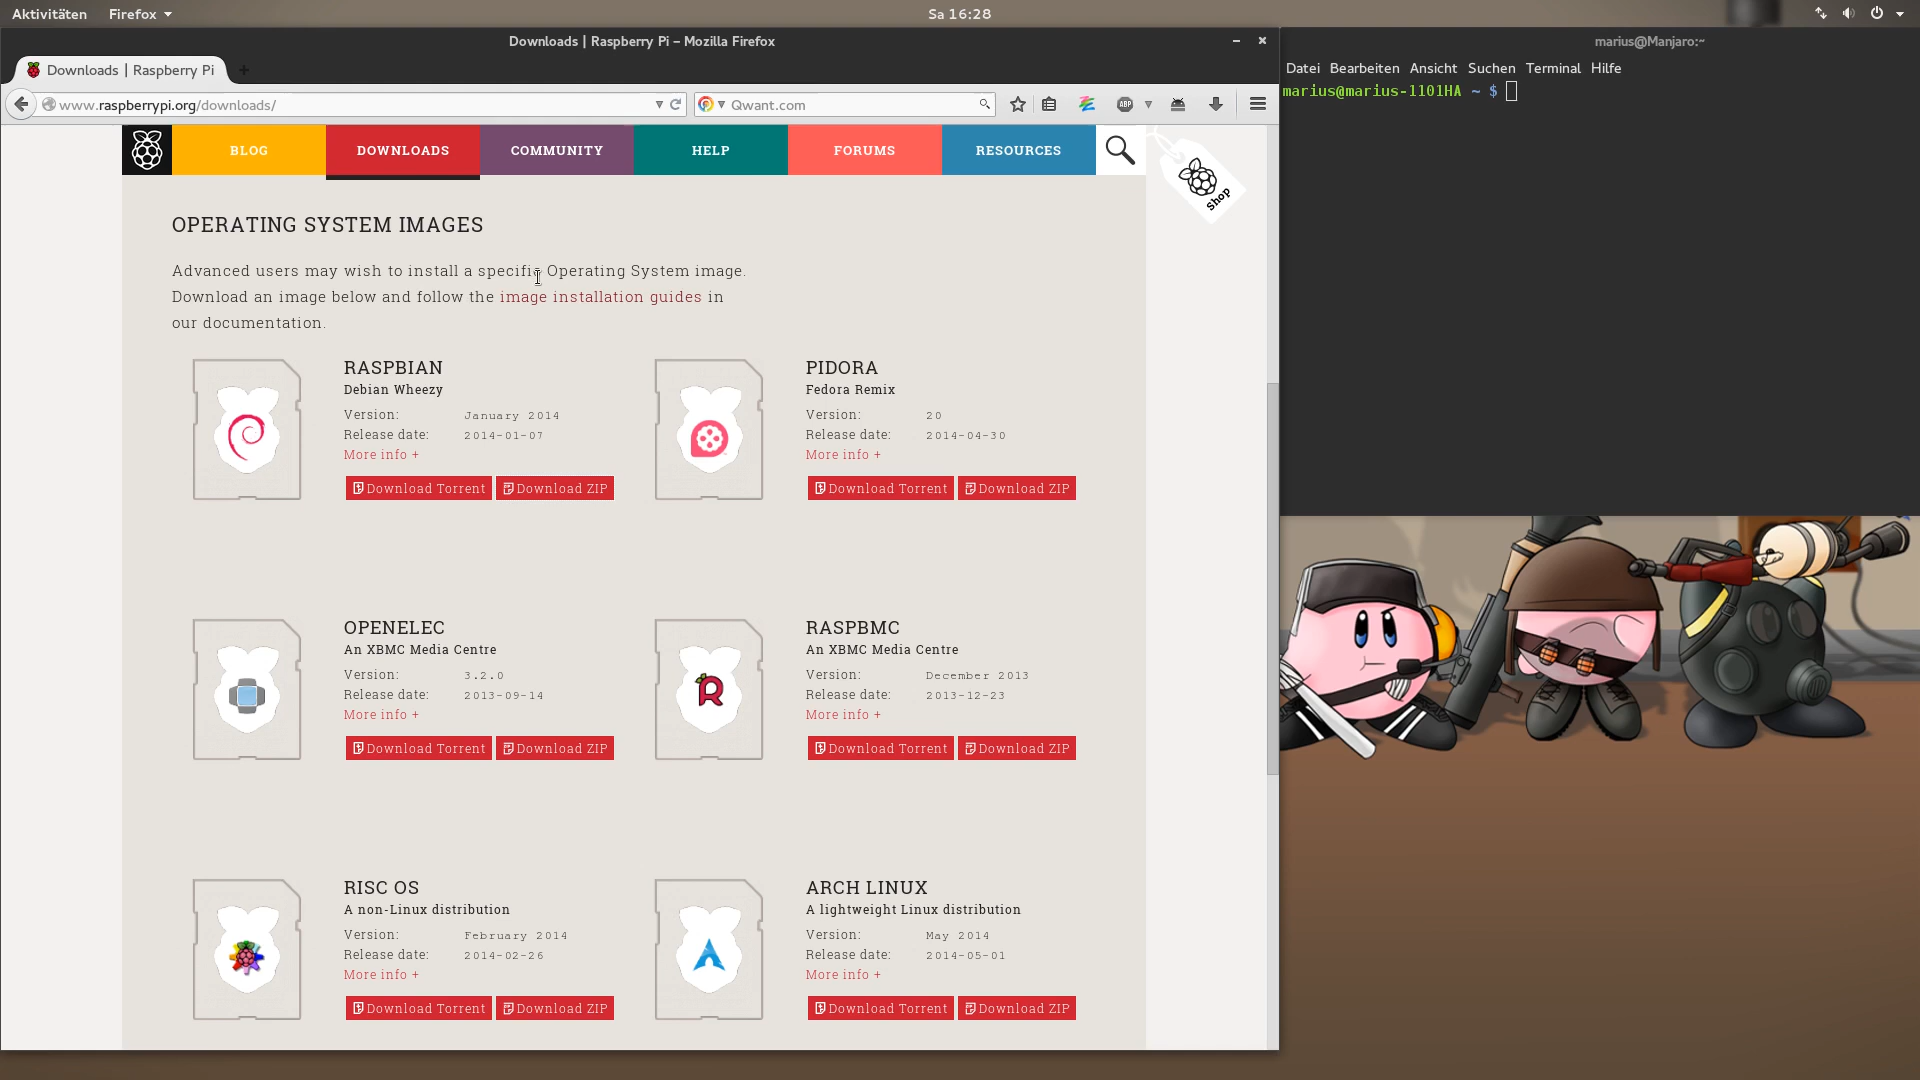 Aktivitäten Firefox Sa 16:28
Downloads | Raspberry Pi – Mozilla Firefox
Downloads | Raspberry Pi
www.raspberrypi.org/downloads/ Qwant.com ABP
BLOG DOWNLOADS COMMUNITY HELP FORUMS RESOURCES
Shop
OPERATING SYSTEM IMAGES
Advanced users may wish to install a specific Operating System image.
Download an image below and follow the image installation guides in
our documentation.
RASPBIAN
Debian Wheezy
Version: January 2014
Release date: 2014-01-07
More info +
Download Torrent Download ZIP
PIDORA
Fedora Remix
Version: 20
Release date: 2014-04-30
More info +
Download Torrent Download ZIP
OPENELEC
An XBMC Media Centre
Version: 3.2.0
Release date: 2013-09-14
More info +
Download Torrent Download ZIP
RASPBMC
An XBMC Media Centre
Version: December 2013
Release date: 2013-12-23
More info +
Download Torrent Download ZIP
RISC OS
A non-Linux distribution
Version: February 2014
Release date: 2014-02-26
More info +
Download Torrent Download ZIP
ARCH LINUX
A lightweight Linux distribution
Version: May 2014
Release date: 2014-05-01
More info +
Download Torrent Download ZIP
marius@Manjaro:~
Datei Bearbeiten Ansicht Suchen Terminal Hilfe
marius@marius-1101HA ~ $